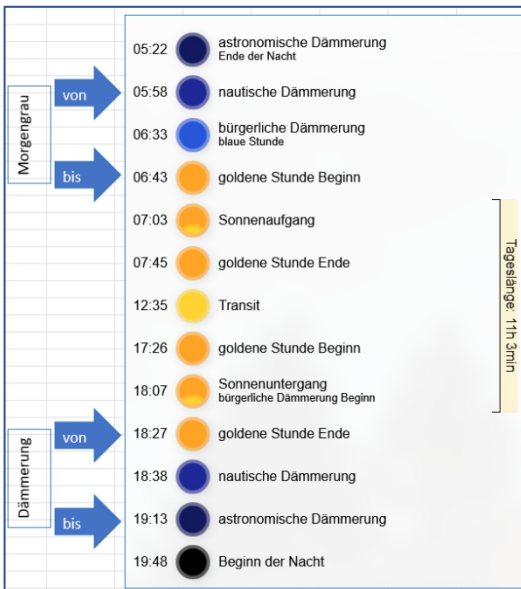 Morgengrau
von
bis
05:22 astronomische Dämmerung
Ende der Nacht
05:58 nautische Dämmerung
06:33 bürgerliche Dämmerung
blaue Stunde
06:43 goldene Stunde Beginn
07:03 Sonnenaufgang
07:45 goldene Stunde Ende
12:35 Transit
17:26 goldene Stunde Beginn
18:07 Sonnenuntergang
bürgerliche Dämmerung Beginn
Tageslänge: 11h 3min
Dämmerung
von
bis
18:27 goldene Stunde Ende
18:38 nautische Dämmerung
19:13 astronomische Dämmerung
19:48 Beginn der Nacht